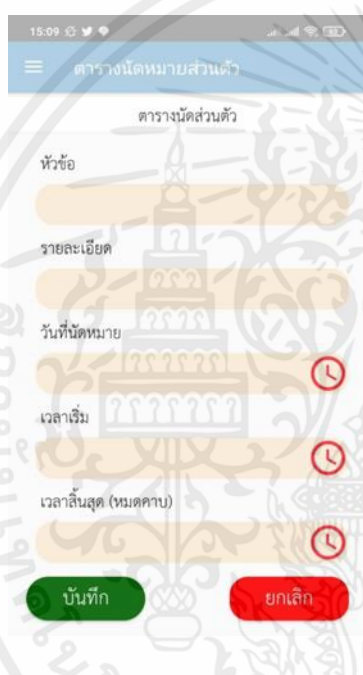 15:09
ตารางนัดหมายส่วนตัว
ตารางนัดส่วนตัว
หัวข้อ
รายละเอียด
วันที่นัดหมาย
เวลาเริ่ม
เวลาสิ้นสุด (หมดคาบ)
บันทึก
ยกเลิก